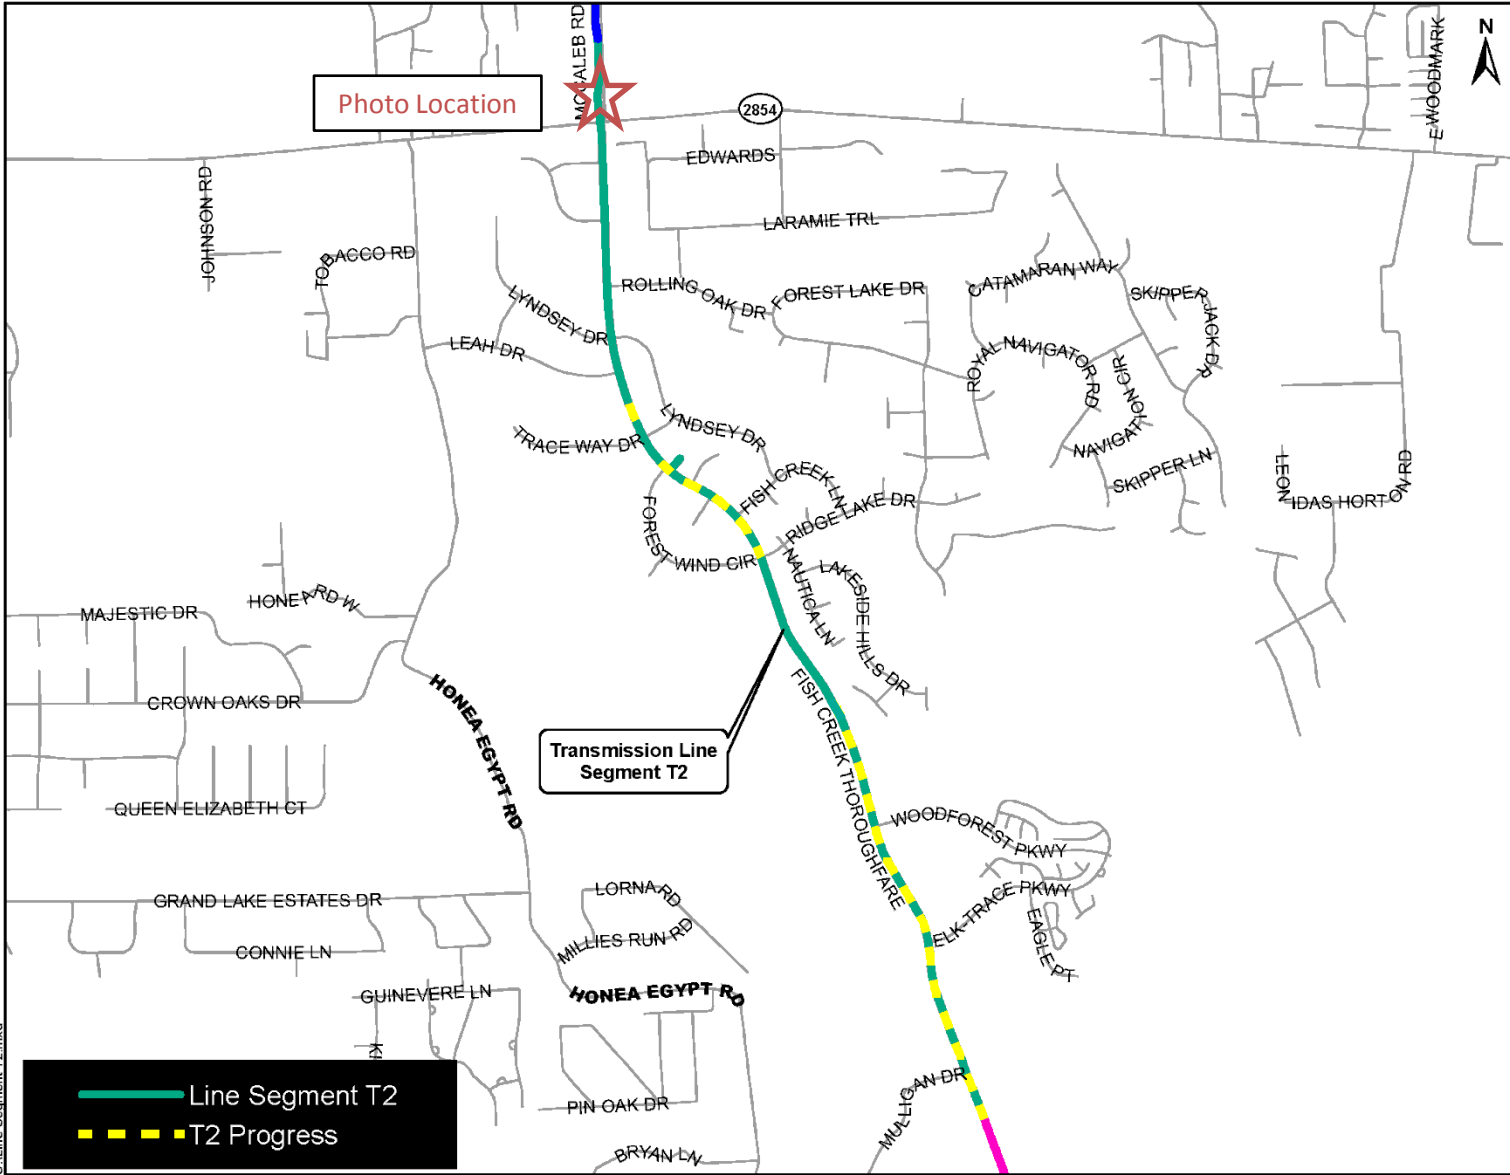 MCCALEB RD
N
E WOODMARK
Photo Location
2854
EDWARDS
JOHNSON RD
LARAMIE TRL
TOBACCO RD
ROLLING OAK DR
FOREST LAKE DR
CATAMARAN WAY
SKIPPER JACK DR
LYNDSEY DR
LEAH DR
ROYAL NAVIGATOR RD
NAVIGATION CIR
LYNDSEY DR
TRACE WAY DR
FISH CREEK LN
SKIPPER LN
LEONIDAS HORTON RD
RIDGE LAKE DR
FOREST WIND CIR
NAUTICA LN
LAKESIDE HILLS DR
HONEA RD W
MAJESTIC DR
CROWN OAKS DR
HONEA EGYPT RD
FISH CREEK THOROUGHFARE
Transmission Line
Segment T2
QUEEN ELIZABETH CT
WOODFOREST PKWY
GRAND LAKE ESTATES DR
LORNA RD
ELK-TRACE PKWY
EAGLE PT
MILLIES RUN RD
CONNIE LN
GUINEVERE LN
HONEA EGYPT RD
KI
MULLIGAN DR
PIN OAK DR
BRYAN LN
Line Segment T2
T2 Progress